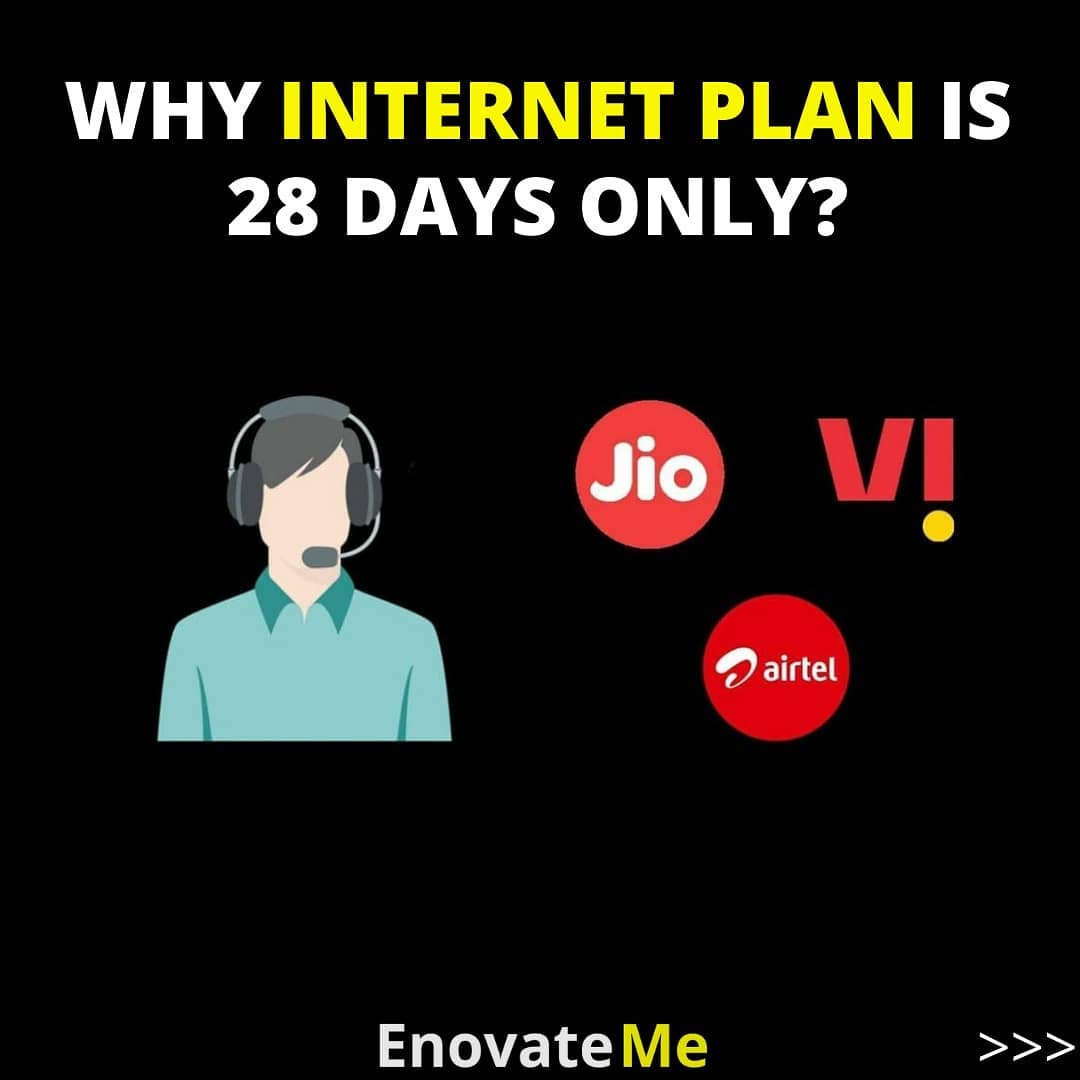 WHY INTERNET PLAN IS
28 DAYS ONLY?
Jio
VI
airtel
EnovateMe
>>>